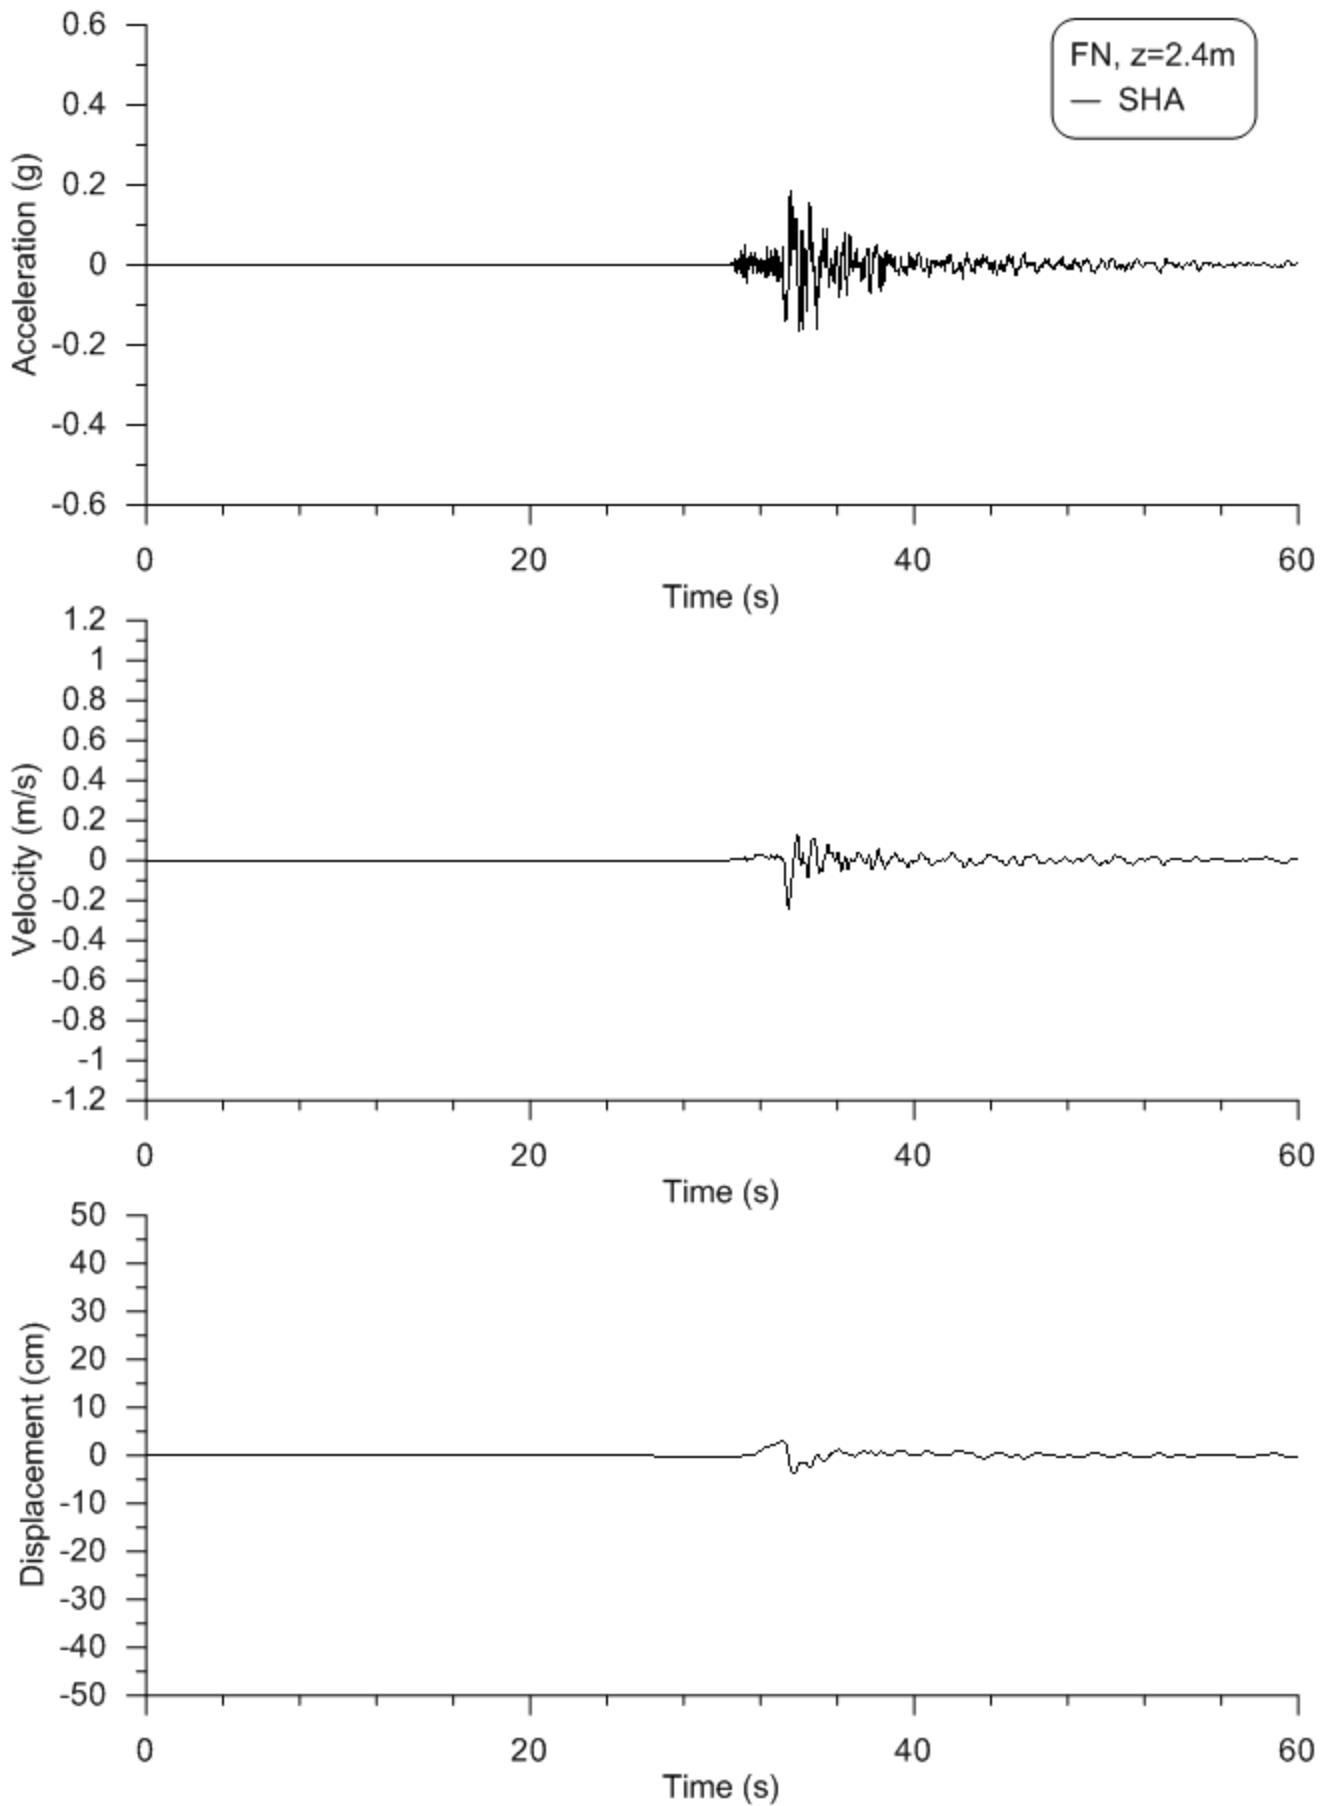 FN, z=2.4m
— SHA
Acceleration (g)
0.6
0.4
0.2
0
-0.2
-0.4
-0.6
0 20 40 60
Time (s)
Velocity (m/s)
1.2
1
0.8
0.6
0.4
0.2
0
-0.2
-0.4
-0.6
-0.8
-1
-1.2
0 20 40 60
Time (s)
Displacement (cm)
50
40
30
20
10
0
-10
-20
-30
-40
-50
0 20 40 60
Time (s)